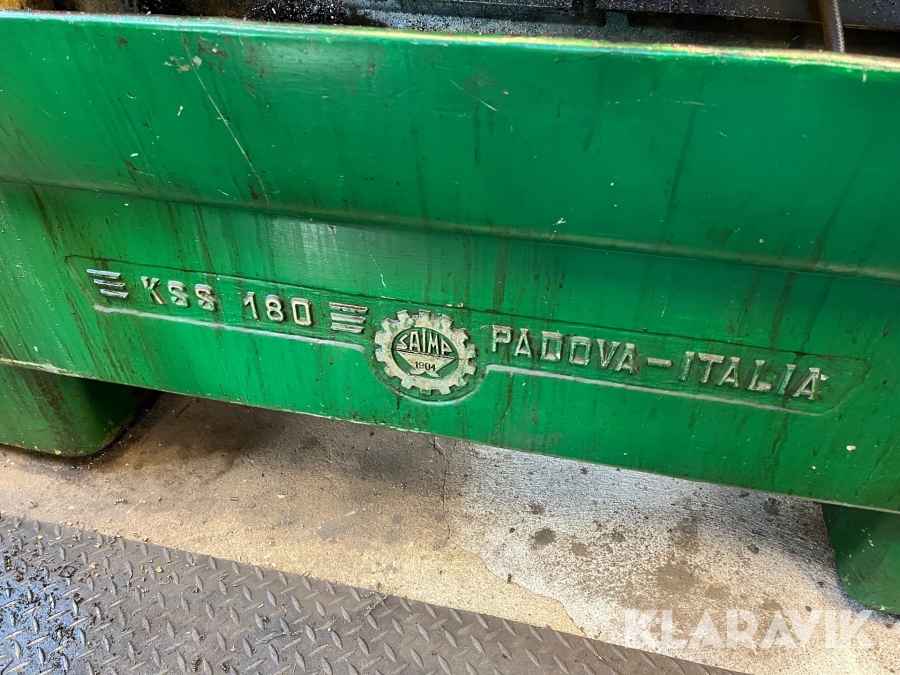 KSS 180
SAIMP
1904
PADOVA-ITALIA
KLARAVIK